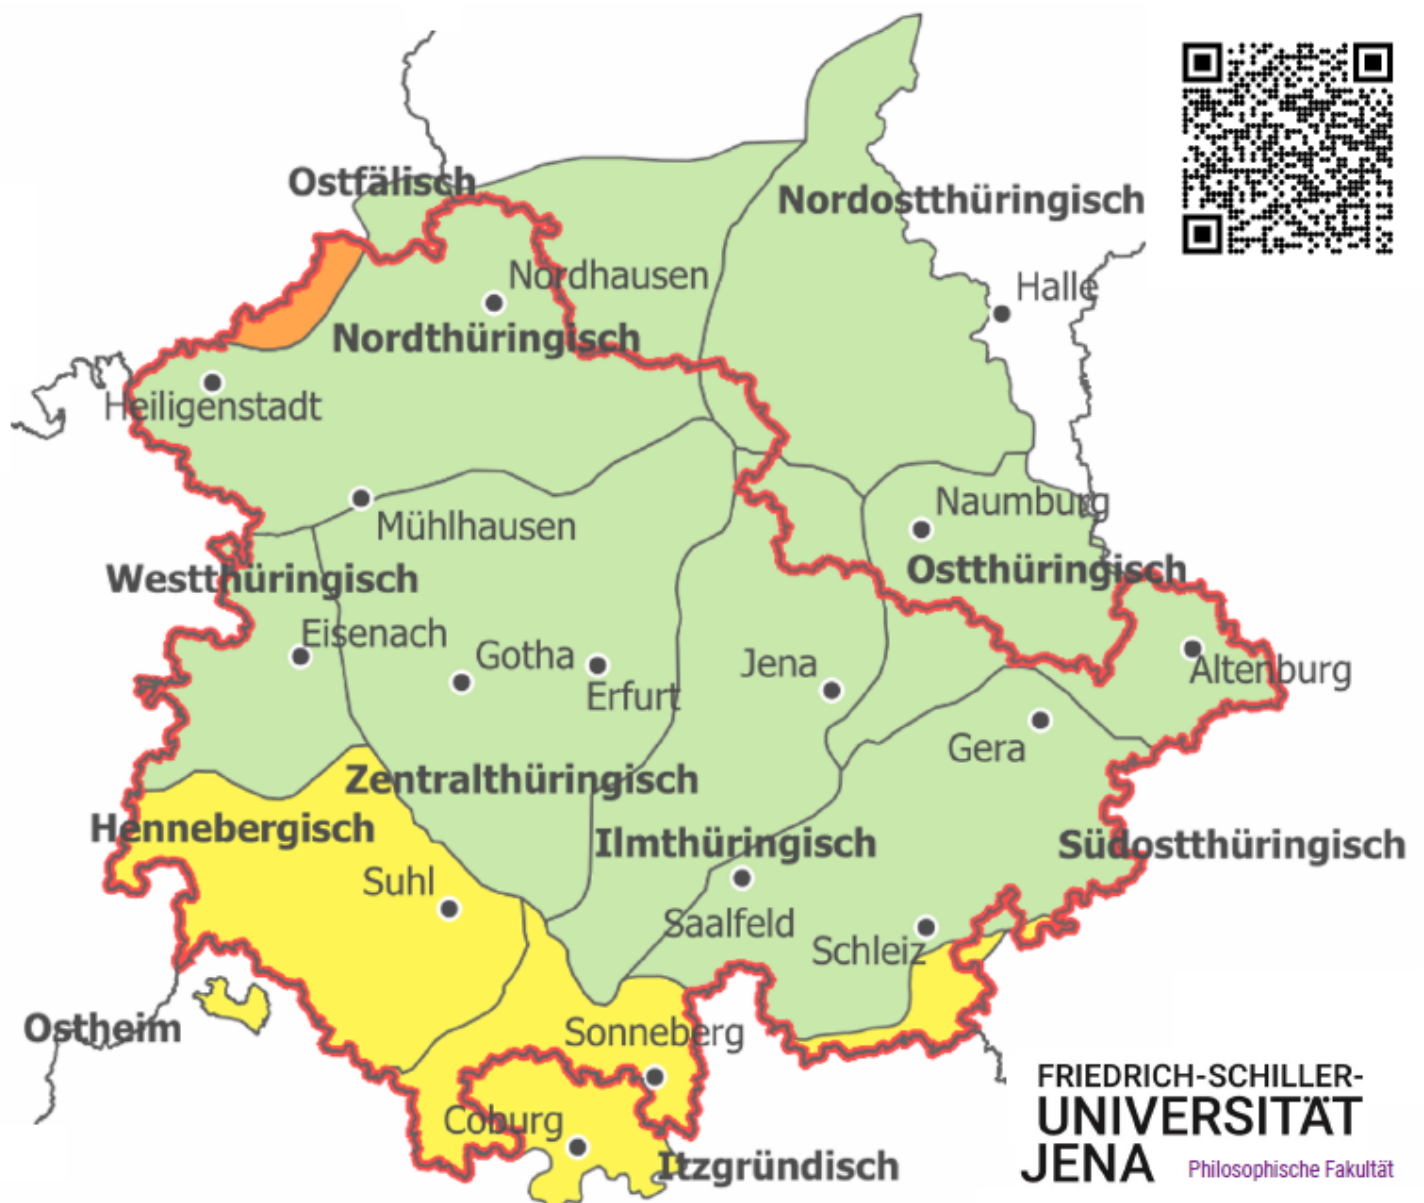 Ostfälisch
Nordostthüringisch
Nordhausen
Halle
Nordthüringisch
Heiligenstadt
Naumburg
Mühlhausen
Ostthüringisch
Westthüringisch
Eisenach
Gotha
Jena
Altenburg
Erfurt
Gera
Zentralthüringisch
Hennebergisch
Ilmthüringisch
Südostthüringisch
Suhl
Saalfeld
Schleiz
Ostheim
Sonneberg
Coburg
Itzgründisch
FRIEDRICH-SCHILLER-
UNIVERSITÄT
JENA
Philosophische Fakultät